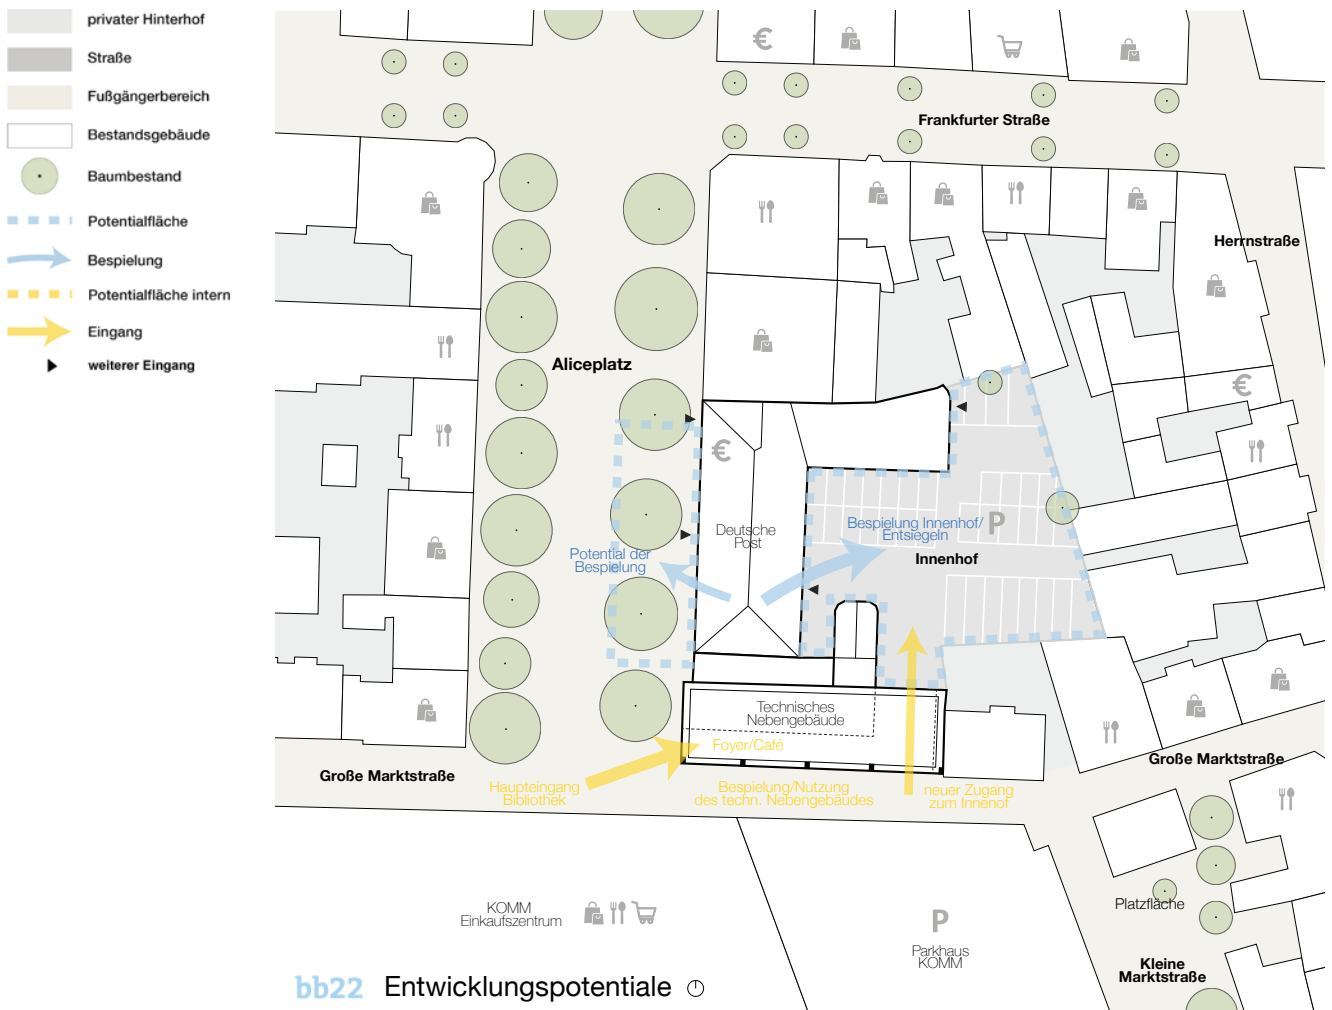 privater Hinterhof
Straße
Fußgängerbereich
Bestandsgebäude
Baumbestand
Potentialfläche
Bespielung
Potentialfläche intern
Eingang
weiterer Eingang
€
Frankfurter Straße
Herrnstraße
Aliceplatz
€
€
Deutsche
Post
Bespielung Innenhof/
Entsiegeln
P
Innenhof
Potential der
Bespielung
Technisches
Nebengebäude
Foyer/Café
Große Marktstraße
Haupteingang
Bibliothek
Bespielung/Nutzung
des techn. Nebengebäudes
neuer Zugang
zum Innenof
Große Marktstraße
KOMM
Einkaufszentrum
P
Parkhaus
KOMM
Platzfläche
Kleine
Marktstraße
bb22 Entwicklungspotentiale